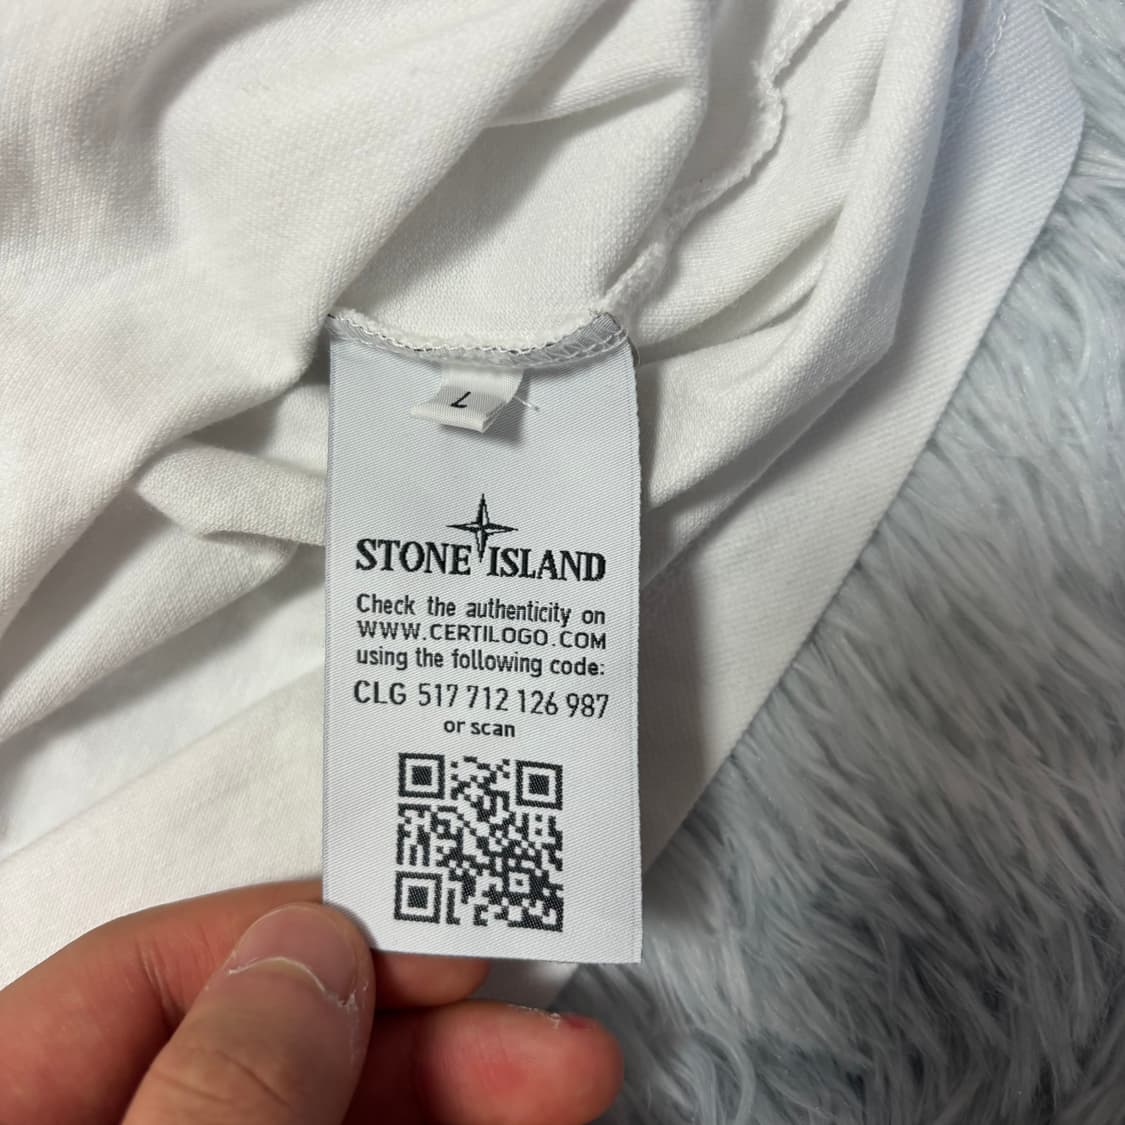 L
STONE ISLAND
Check the authenticity on
WWW.CERTILOGO.COM
using the following code:
CLG 517 712 126 987
or scan